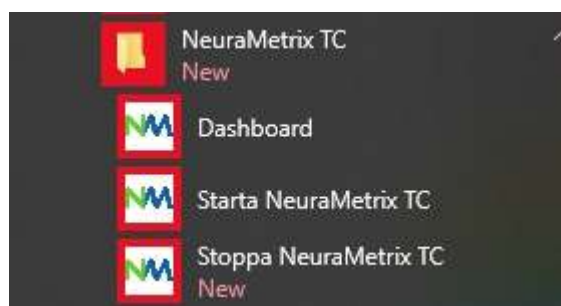 NeuraMetrix TC
New
NM Dashboard
NM Starta NeuraMetrix TC
NM Stoppa NeuraMetrix TC
New